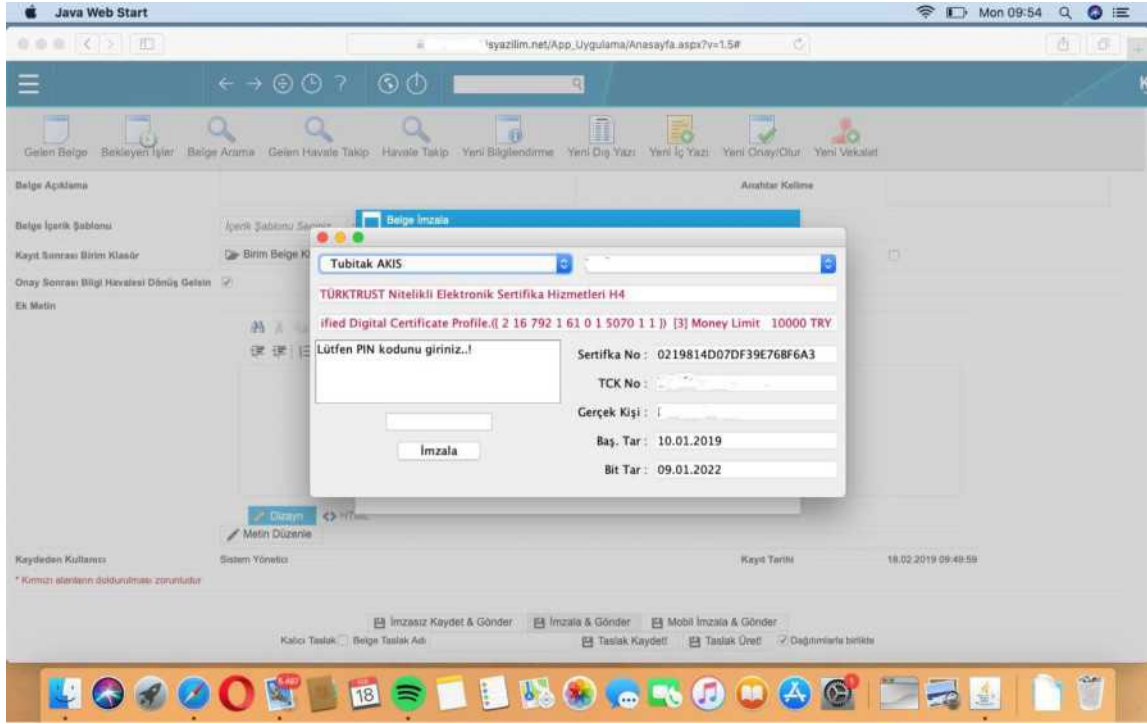 Java Web Start
Mon 09:54
syazilim.net/App_Uygulama/Anasayfa.aspx?v=1.5#
Gelen Belge
Bekleyen İşler
Belge Arama
Gelen Havale Takip
Havale Takip
Yeni Bilgilendirme
Yeni Dış Yazı
Yeni İç Yazı
Yeni Onay/Olur
Yeni Vekalet
Belge Açıklama
Anahtar Kelime
Belge İçerik Şablonu
İçerik Şablonu
Belge İmzala
Kayıt Sonrası Birim Klasör
Birim Belge
Tubitak AKIS
Onay Sonrası Bilgi Havalesi Dönüş Gelsin
TÜRKTRUST Nitelikli Elektronik Sertifika Hizmetleri H4
Ek Metin
ified Digital Certificate Profile.(( 2 16 792 1 61 0 1 5070 1 1 )) [3] Money Limit 10000 TRY
Lütfen PIN kodunu giriniz..!
Sertifka No : 0219814D07DF39E76BF6A3
TCK No :
Gerçek Kişi :
Baş. Tar : 10.01.2019
İmzala
Bit Tar : 09.01.2022
Dizayn
Metin Düzenle
Kaydeden Kullanıcı
Sistem Yönetici
Kayıt Tarihi
18.02.2019 09:49:59
* Kırmızı alanların doldurulması zorunludur
İmzasız Kaydet & Gönder
İmzala & Gönder
Mobil İmzala & Gönder
Kalıcı Taslak
Belge Taslak Adı
Taslak Kaydet!
Taslak Üret!
Dağıtımlarla birlikte
18